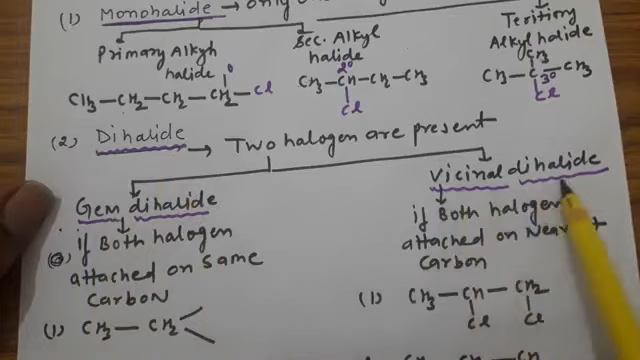 (1) Monohalide → only
Primary Alkyl halide
Sec. Alkyl halide
Teritiory Alkyl halide
CH3—CH2—CH2—CH2—Cl
CH3—CH—CH2—CH3
2°
Cl
CH3
CH3—C—CH3
3°
Cl
(2) Dihalide → Two halogen are present
Gem dihalide
Vicinal dihalide
if Both halogen
attached on same
Carbon
if Both halogen
attached on
Carbon
(1) CH3—CH2
(1) CH3—CH—CH2
Cl Cl